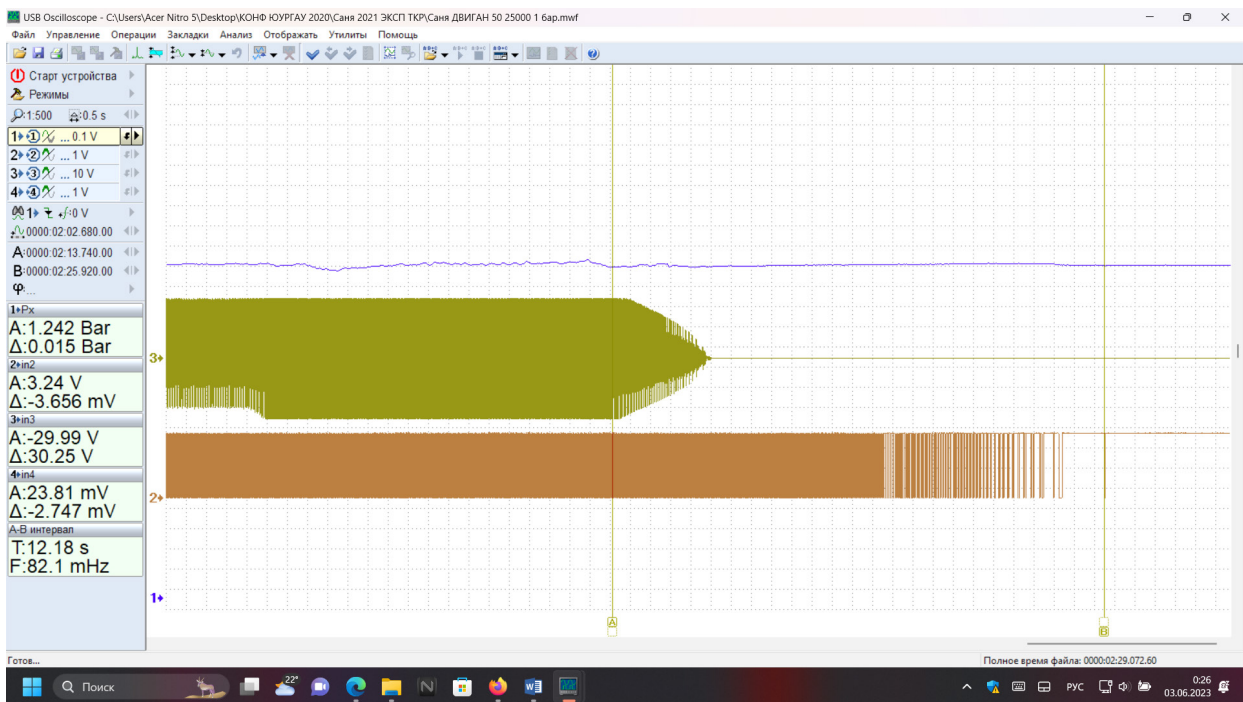 USB Oscilloscope - C:\Users\Acer Nitro 5\Desktop\КОНФ ЮУРГАУ 2020\Саня 2021 ЭКСП ТКР\Саня ДВИГАН 50 25000 1 бар.mwf
Файл Управление Операции Закладки Анализ Отображать Утилиты Помощь
Старт устройства
Режимы
1:500 0.5 s
1 1 ... 0.1 V
2 2 ... 1 V
3 3 ... 10 V
4 4 ... 1 V
1 0 V
0000:02:02.680.00
A:0000:02:13.740.00
B:0000:02:25.920.00
φ:...
1 Px
A:1.242 Bar
Δ:0.015 Bar
2 in2
A:3.24 V
Δ:-3.656 mV
3 in3
A:-29.99 V
Δ:30.25 V
4 in4
A:23.81 mV
Δ:-2.747 mV
A-B интервал
T:12.18 s
F:82.1 mHz
3
2
1
A
B
Готов...
Полное время файла: 0000:02:29.072.60
Поиск
22°
РУС
0:26
03.06.2023